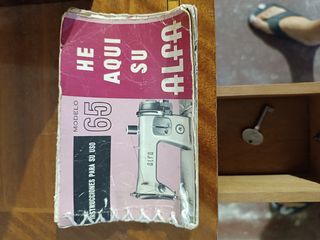 HE
AQUI
SU
ALFA
MODELO
65
INSTRUCCIONES PARA SU USO
alfa